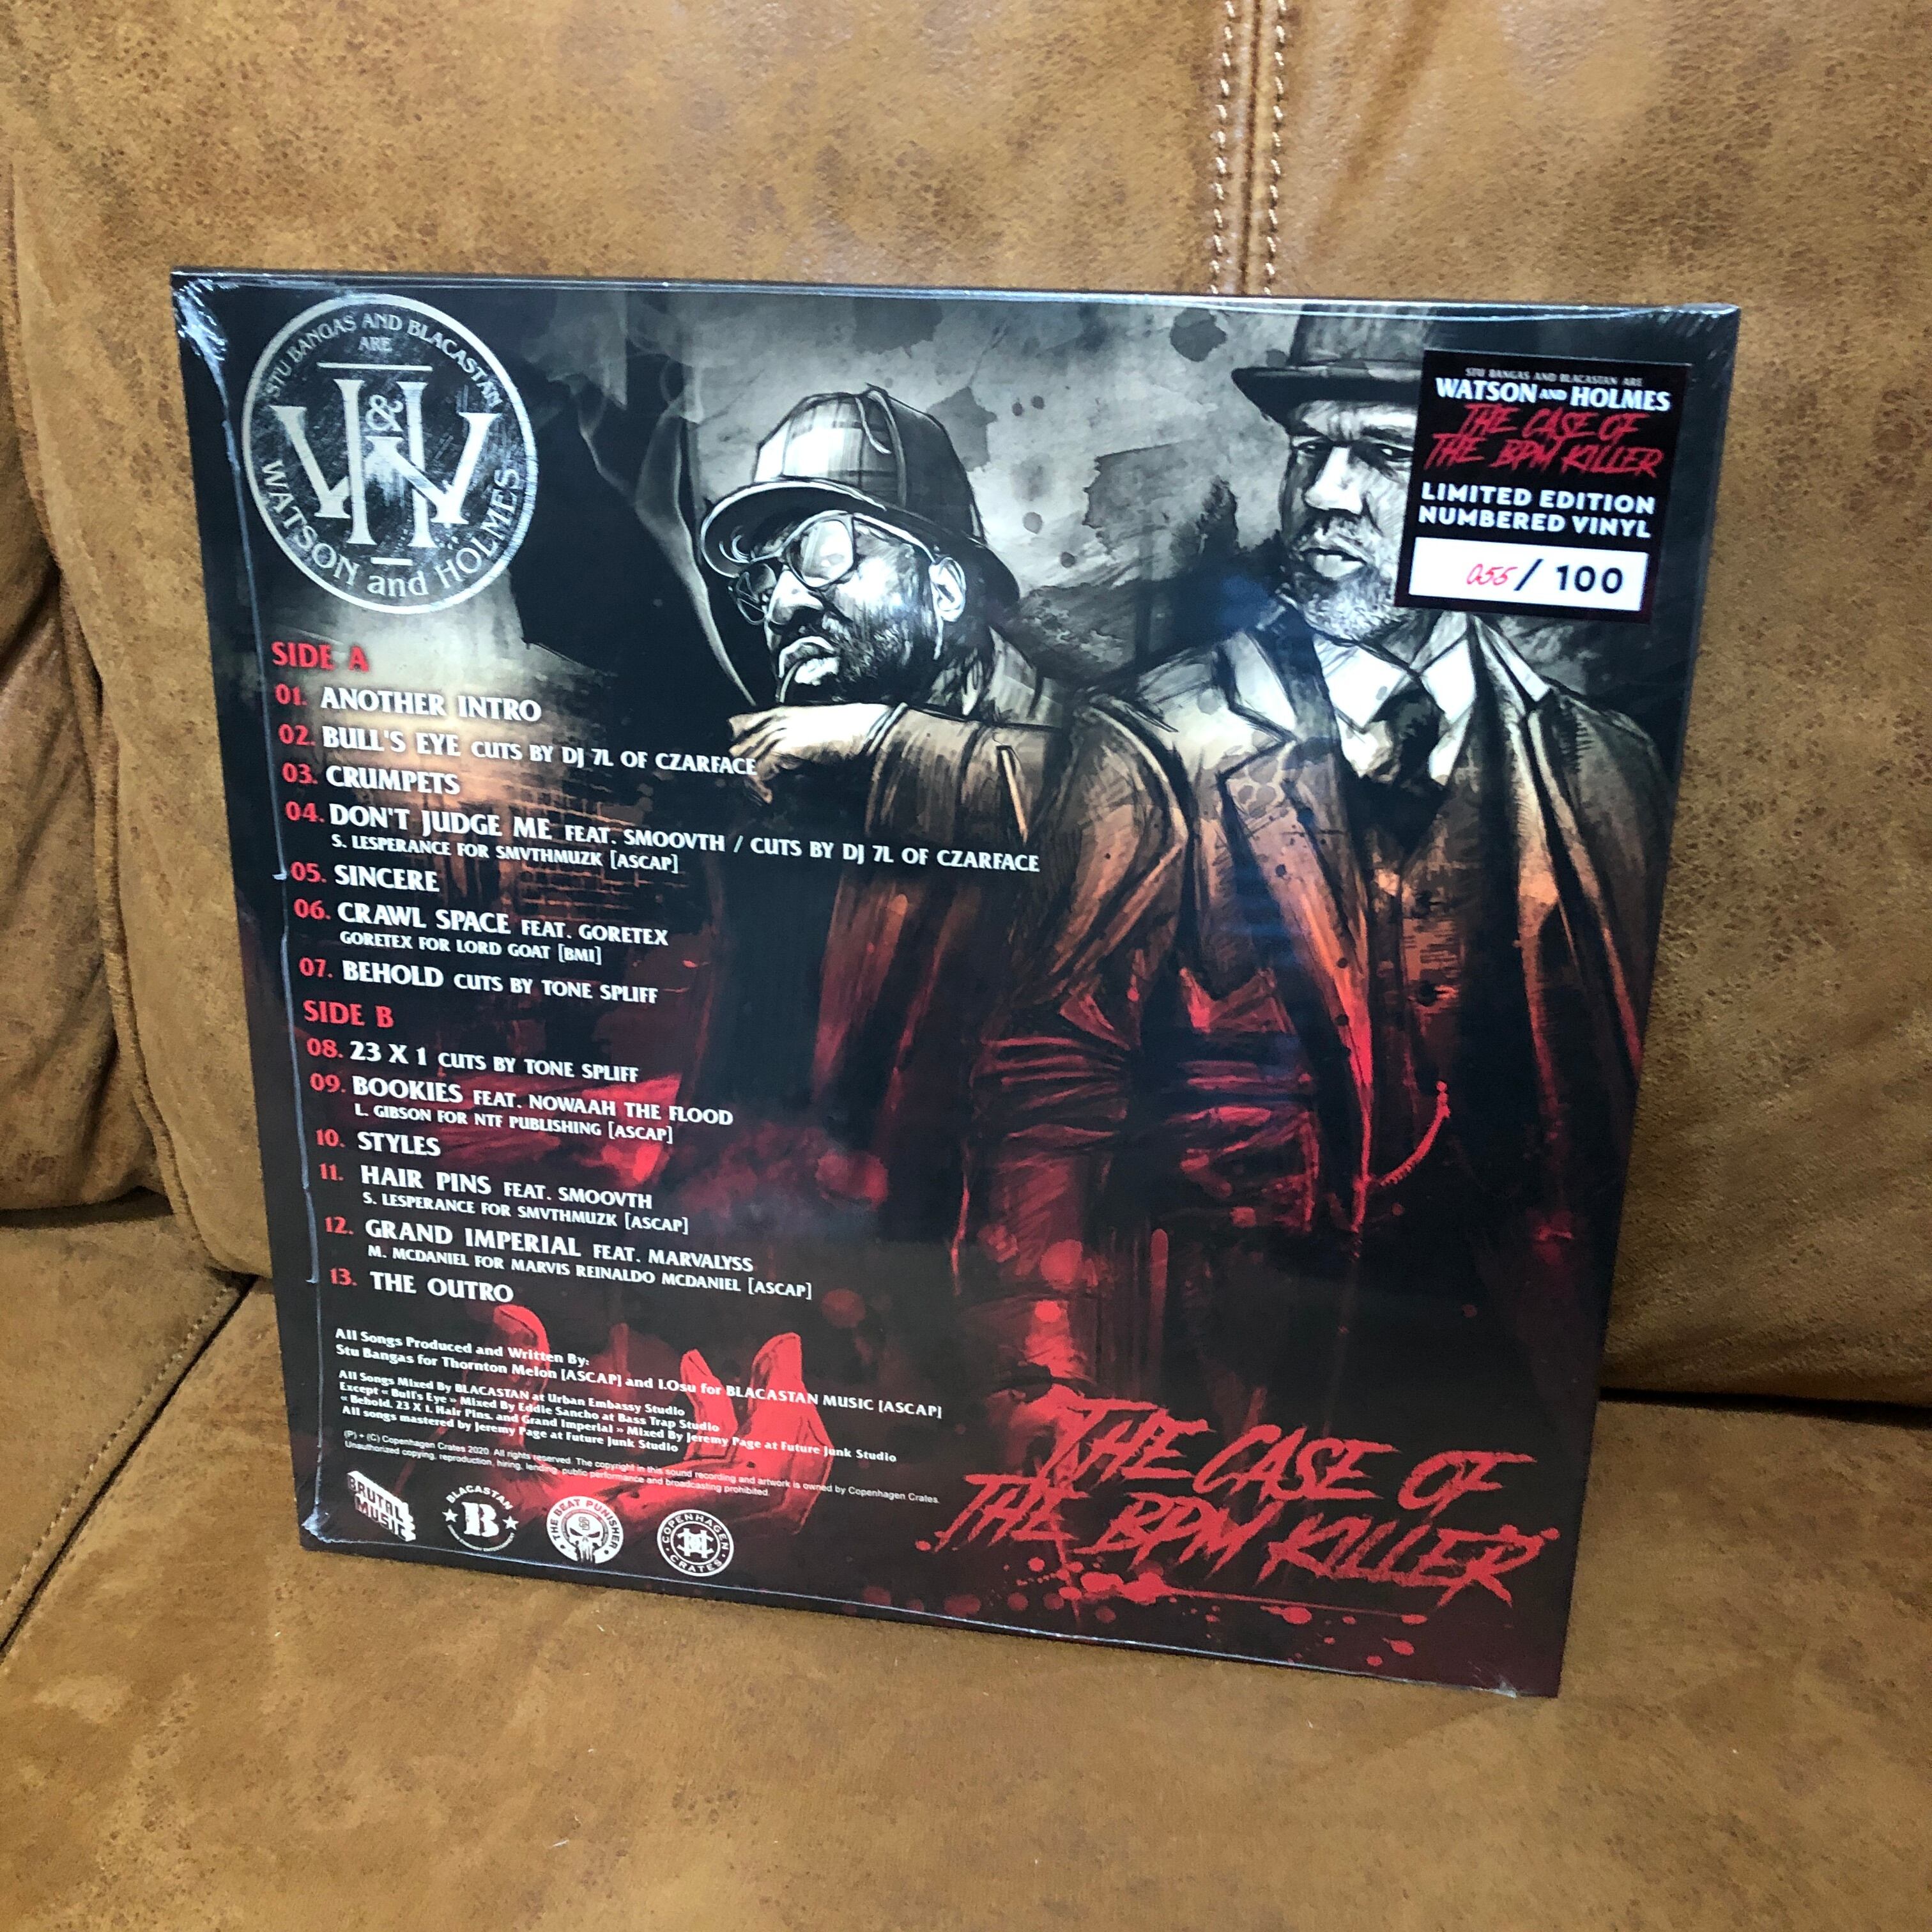 STU BANGAS AND BLACASTAN
ARE
W&H
WATSON and HOLMES
STU BANGAS AND BLACASTAN ARE
WATSON AND HOLMES
THE CASE OF
THE BPM KILLER
LIMITED EDITION
NUMBERED VINYL
055/ 100
SIDE A
01. ANOTHER INTRO
02. BULL'S EYE CUTS BY DJ 7L OF CZARFACE
03. CRUMPETS
04. DON'T JUDGE ME FEAT. SMOOVTH / CUTS BY DJ 7L OF CZARFACE
S. LESPERANCE FOR SMVTHMUZK [ASCAP]
05. SINCERE
06. CRAWL SPACE FEAT. GORETEX
GORETEX FOR LORD GOAT [BMI]
07. BEHOLD CUTS BY TONE SPLIFF
SIDE B
08. 23 X 1 CUTS BY TONE SPLIFF
09. BOOKIES FEAT. NOWAAH THE FLOOD
L. GIBSON FOR NTF PUBLISHING [ASCAP]
10. STYLES
11. HAIR PINS FEAT. SMOOVTH
S. LESPERANCE FOR SMVTHMUZK [ASCAP]
12. GRAND IMPERIAL FEAT. MARVALYSS
M. MCDANIEL FOR MARVIS REINALDO MCDANIEL [ASCAP]
13. THE OUTRO
All Songs Produced and Written By:
Stu Bangas for Thornton Melon [ASCAP] and I.Osu for BLACASTAN MUSIC [ASCAP]
All Songs Mixed By BLACASTAN at Urban Embassy Studio
Except « Bull's Eye » Mixed By Eddie Sancho at Bass Trap Studio
« Behold, 23 X 1, Hair Pins, and Grand Imperial » Mixed By Jeremy Page at Future Junk Studio
All songs mastered by Jeremy Page at Future Junk Studio
(P) + (C) Copenhagen Crates 2020. All rights reserved. The copyright in this sound recording and artwork is owned by Copenhagen Crates.
Unauthorized copying, reproduction, hiring, lending, public performance and broadcasting prohibited.
BRUTAL
MUSIC
BLACASTAN
B
THE BEAT PUNISHER
COPENHAGEN
CRATES
THE CASE OF
THE BPM KILLER